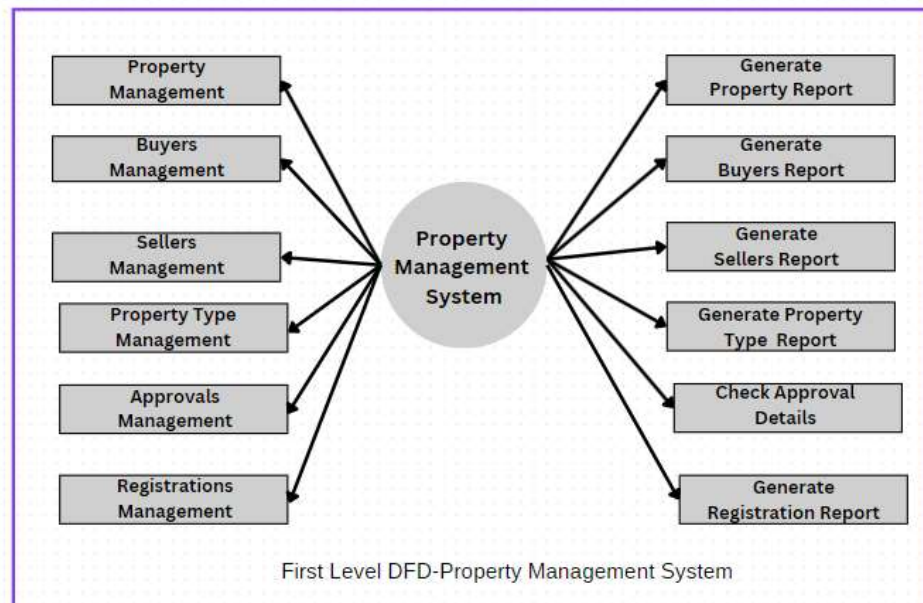 Property
Management
Buyers
Management
Sellers
Management
Property Type
Management
Approvals
Management
Registrations
Management
Property
Management
System
Generate
Property Report
Generate
Buyers Report
Generate
Sellers Report
Generate Property
Type Report
Check Approval
Details
Generate
Registration Report
First Level DFD-Property Management System